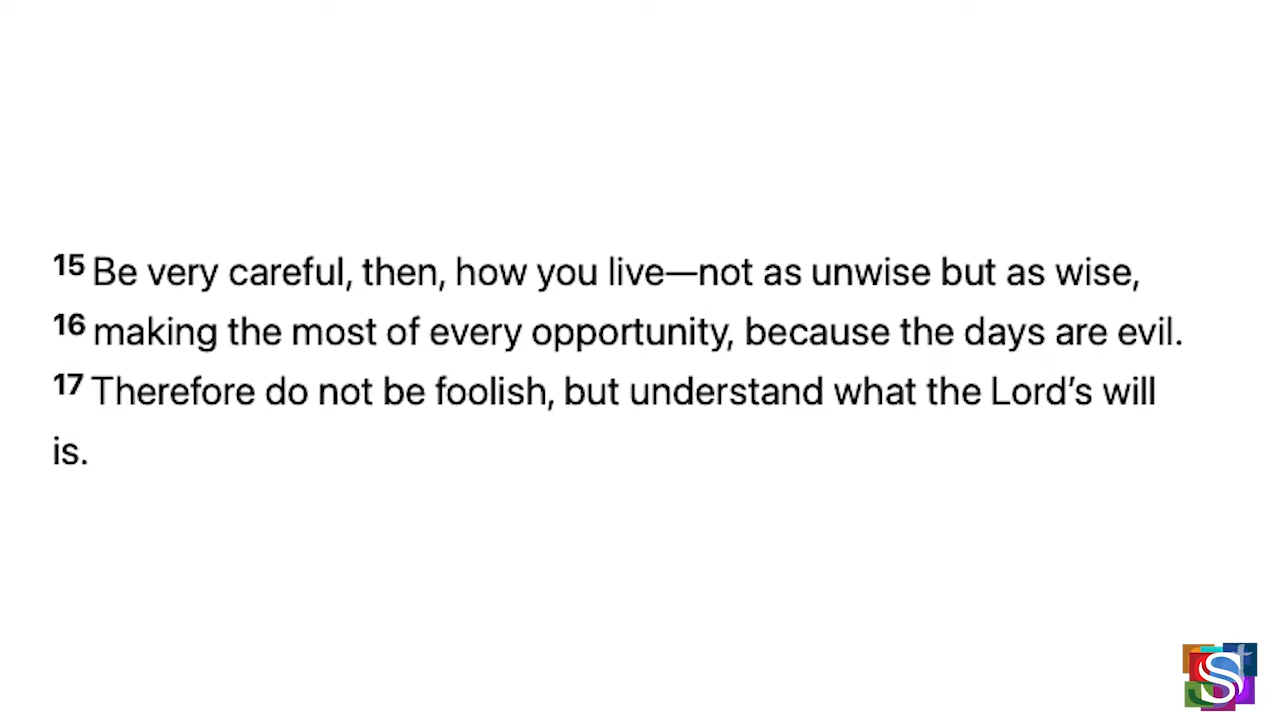 15 Be very careful, then, how you live—not as unwise but as wise,
16 making the most of every opportunity, because the days are evil.
17 Therefore do not be foolish, but understand what the Lord’s will
is.